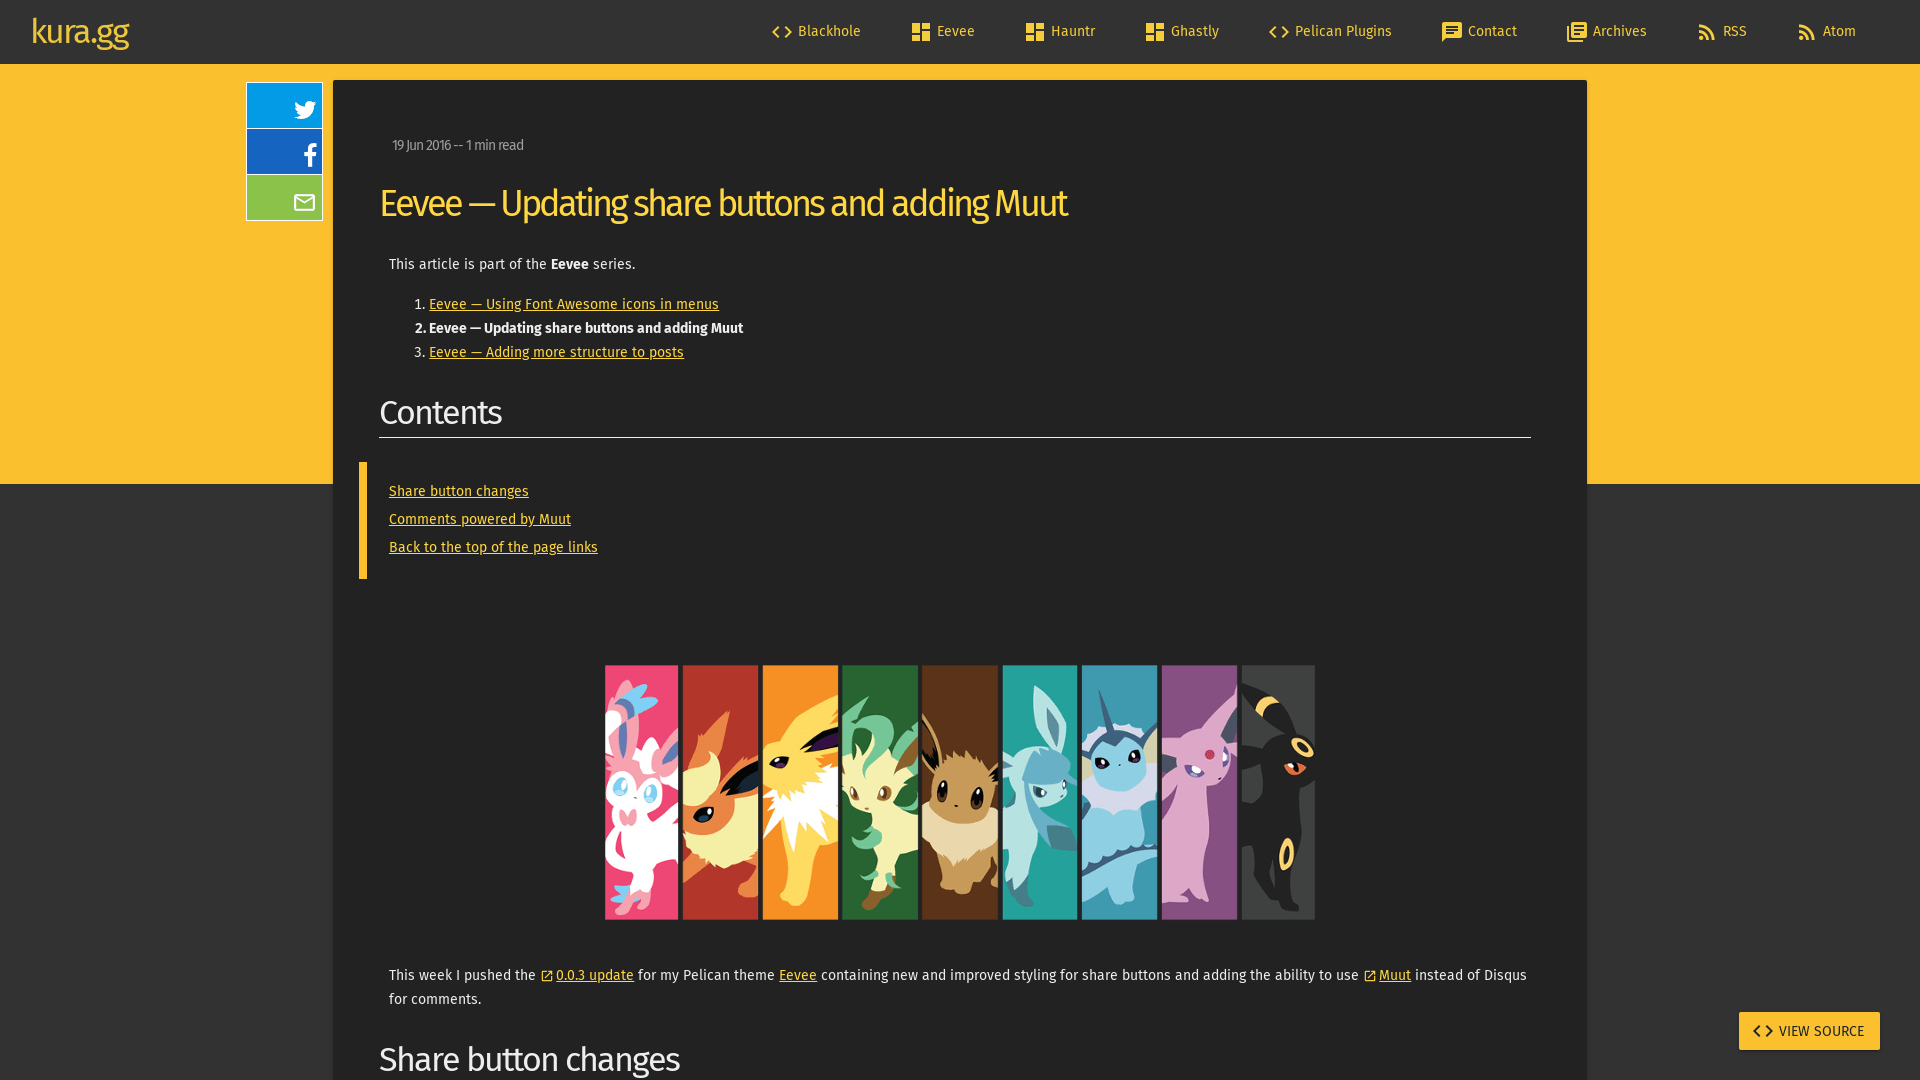 kura.gg
Blackhole
Eevee
Hauntr
Ghastly
Pelican Plugins
Contact
Archives
RSS
Atom
19 Jun 2016 -- 1 min read
Eevee — Updating share buttons and adding Muut
This article is part of the Eevee series.
1. Eevee — Using Font Awesome icons in menus
2. Eevee — Updating share buttons and adding Muut
3. Eevee — Adding more structure to posts
Contents
Share button changes
Comments powered by Muut
Back to the top of the page links
This week I pushed the 0.0.3 update for my Pelican theme Eevee containing new and improved styling for share buttons and adding the ability to use Muut instead of Disqus
for comments.
VIEW SOURCE
Share button changes